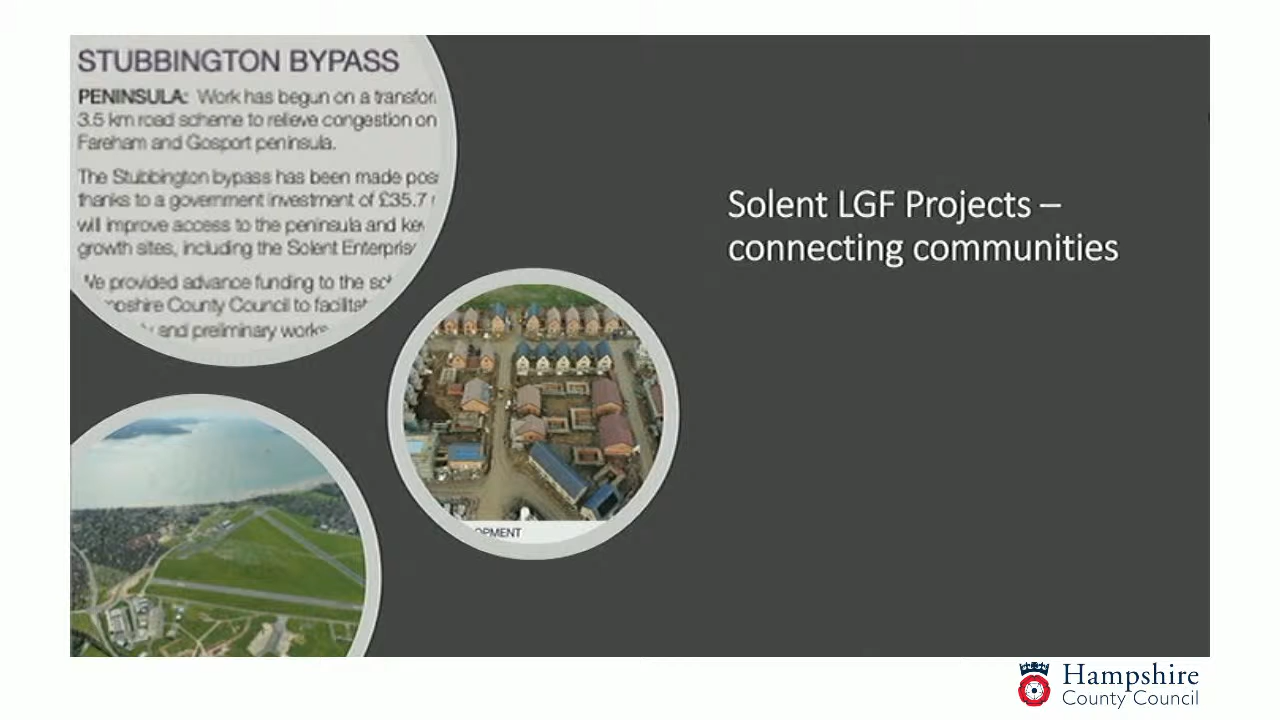 STUBBINGTON BYPASS
PENINSULA: Work has begun on a
3.5 km road scheme to relieve congestion on
Fareham and Gosport peninsula.
The Stubbington bypass has been made
thanks to a government investment of £35.7
will improve access to the peninsula and
growth sites, including the Solent
We provided advance funding to the
County Council to
and preliminary works
Solent LGF Projects –
connecting communities
OPMENT
Hampshire
County Council